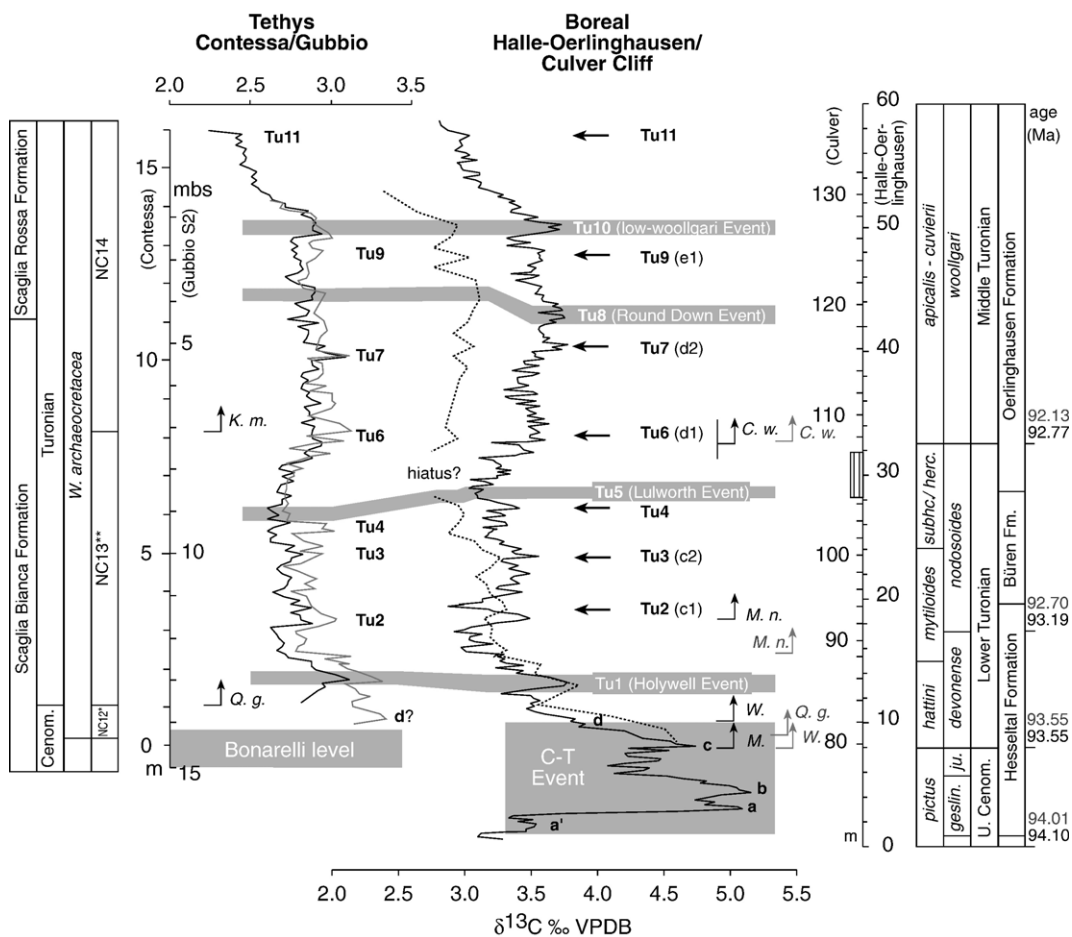 Tethys
Contessa/Gubbio
Boreal
Halle-Oerlinghausen/
Culver Cliff
2.0
2.5
3.0
3.5
Scaglia Rossa Formation
Scaglia Bianca Formation
Turonian
Cenom.
W. archaeocretacea
NC14
NC13**
NC12*
(Contessa)
15
10
5
0
m
mbs
(Gubbio S2)
5
10
15
K. m.
Q. g.
Tu11
Tu9
Tu7
Tu6
Tu4
Tu3
Tu2
d?
Bonarelli level
hiatus?
Tu11
Tu10 (low-woollgari Event)
Tu9 (e1)
Tu8 (Round Down Event)
Tu7 (d2)
Tu6 (d1)
C. w.
C. w.
Tu5 (Lulworth Event)
Tu4
Tu3 (c2)
Tu2 (c1)
M. n.
M. n.
Tu1 (Holywell Event)
W.
Q. g.
M.
W.
d
c
b
a
a'
C-T
Event
(Culver)
130
120
110
100
90
80
m
(Halle-Oer-
linghausen)
60
50
40
30
20
10
0
apicalis - cuvierii
subhc./ herc.
mytiloides
hattini
pictus
woollgari
nodosoides
devonense
ju.
geslin.
Middle Turonian
Lower Turonian
U. Cenom.
Oerlinghausen Formation
Büren Fm.
Hesseltal Formation
age
(Ma)
92.13
92.77
92.70
93.19
93.55
93.55
94.01
94.10
2.0
2.5
3.0
3.5
4.0
4.5
5.0
5.5
δ13C ‰ VPDB